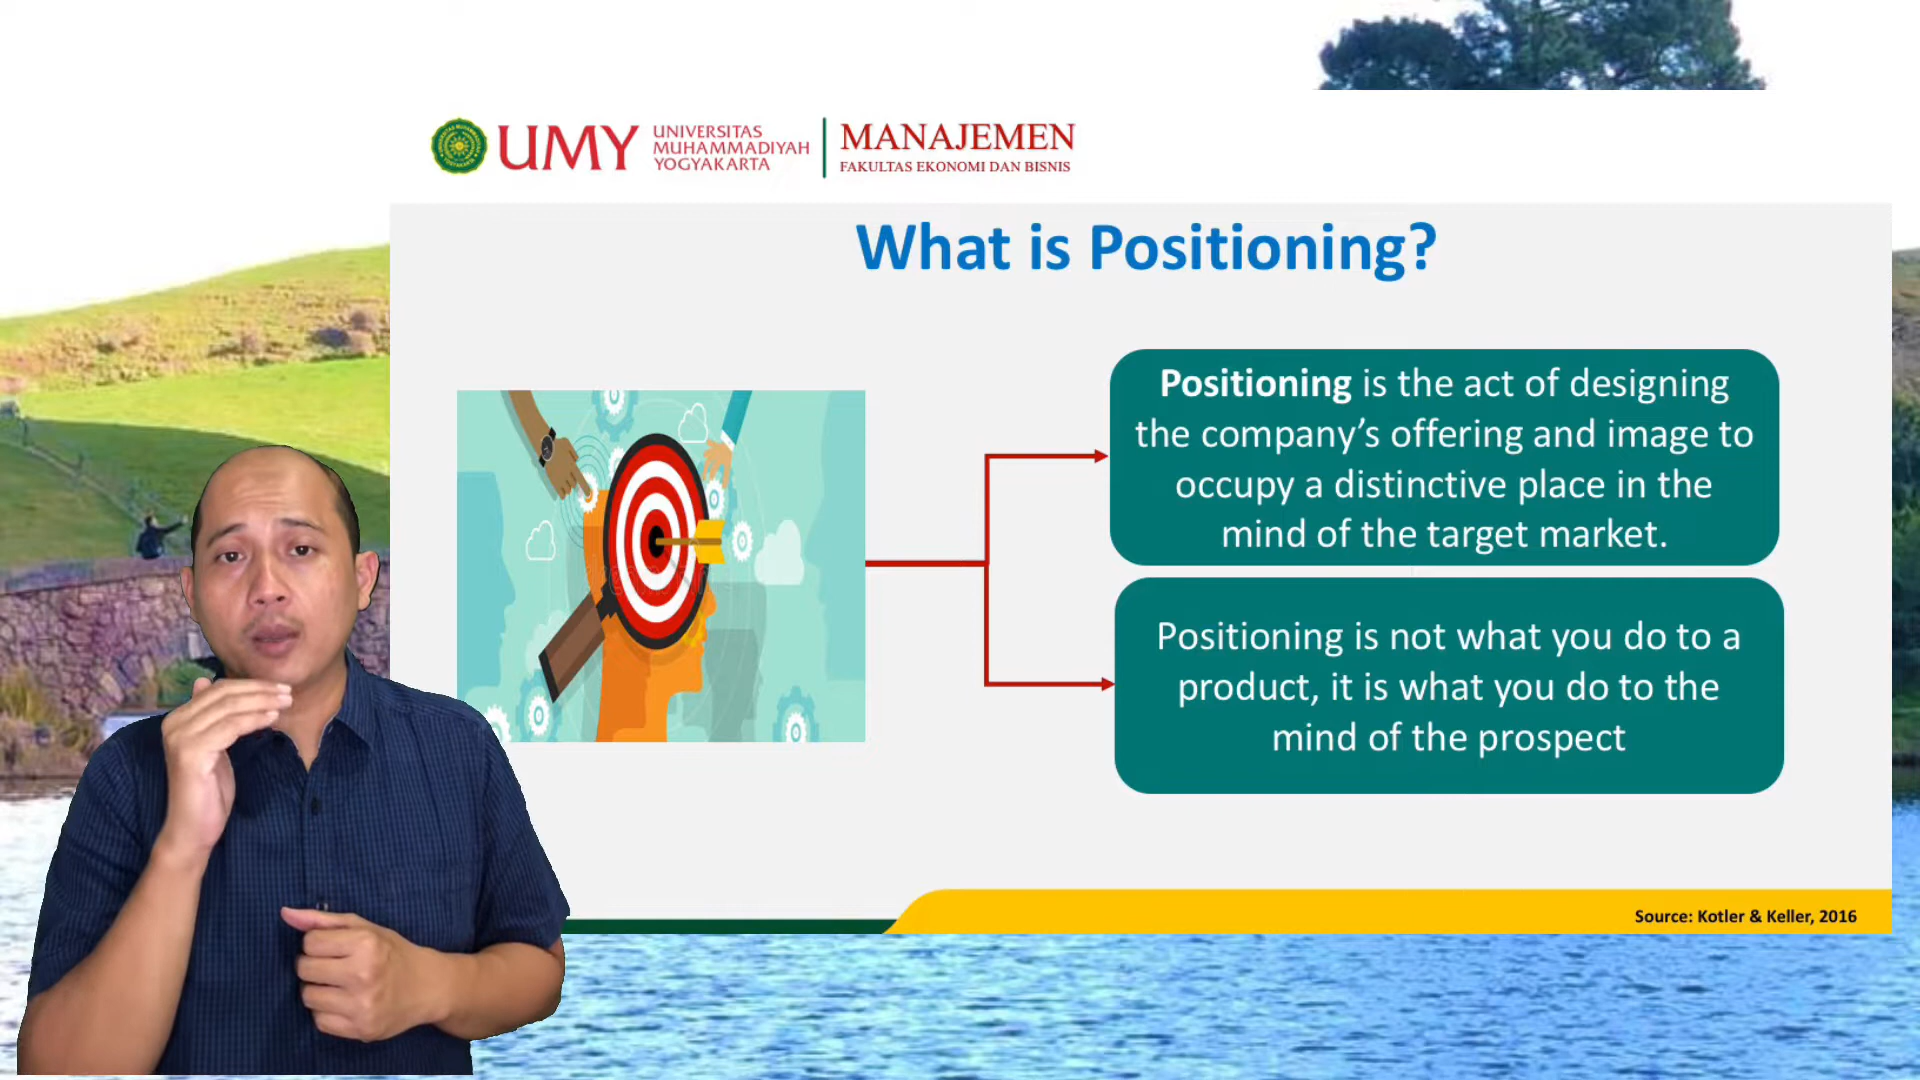 UMY
UNIVERSITAS
MUHAMMADIYAH
YOGYAKARTA
MANAJEMEN
FAKULTAS EKONOMI DAN BISNIS
What is Positioning?
Positioning is the act of designing
the company’s offering and image to
occupy a distinctive place in the
mind of the target market.
Positioning is not what you do to a
product, it is what you do to the
mind of the prospect
Source: Kotler & Keller, 2016